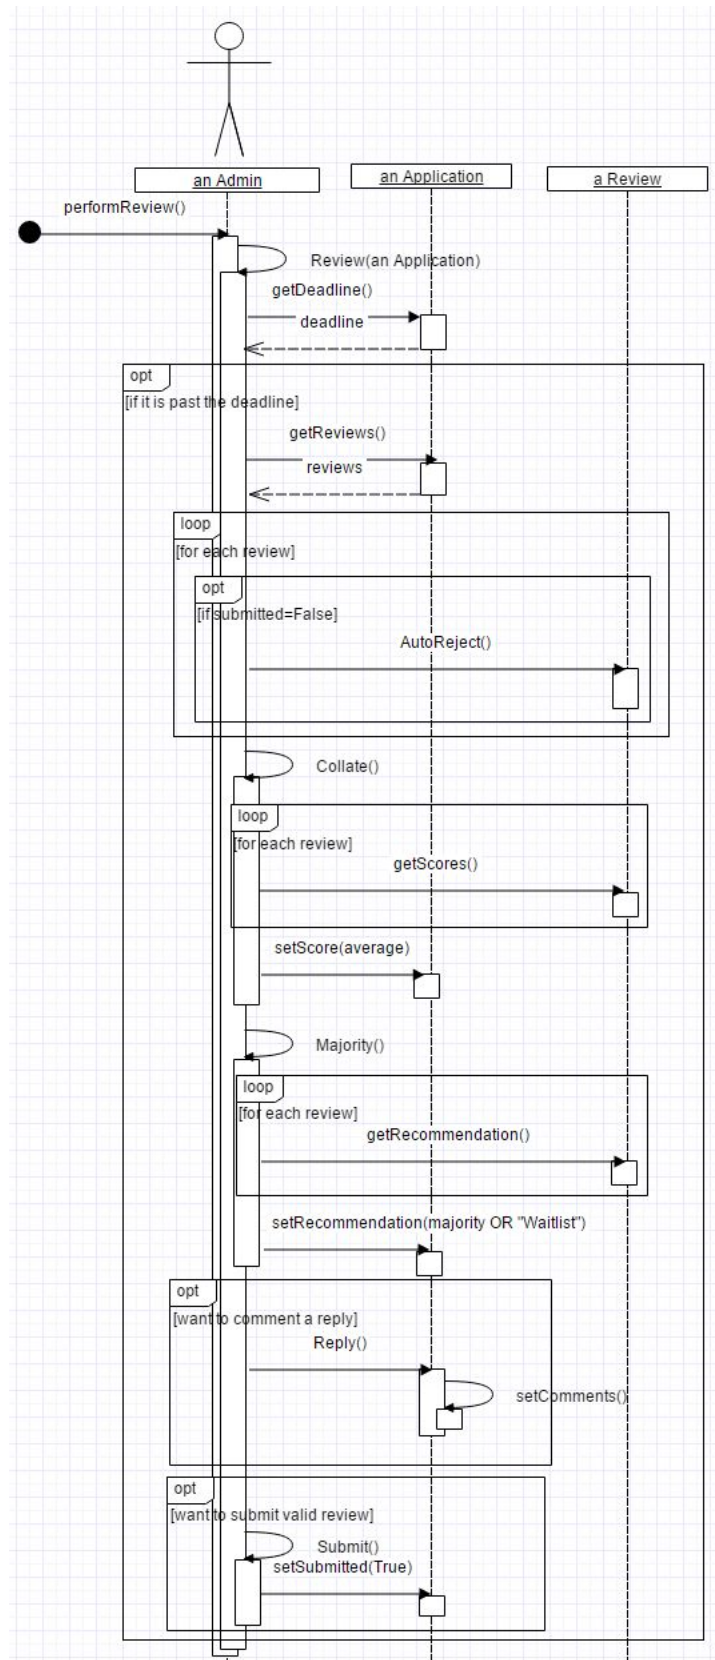 an Admin
an Application
a Review
performReview()
Review(an Application)
getDeadline()
deadline
opt
[if it is past the deadline]
getReviews()
reviews
loop
[for each review]
opt
[if submitted=False]
AutoReject()
Collate()
loop
[for each review]
getScores()
setScore(average)
Majority()
loop
[for each review]
getRecommendation()
setRecommendation(majority OR "Waitlist")
opt
[want to comment a reply]
Reply()
setComments()
opt
[want to submit valid review]
Submit()
setSubmitted(True)